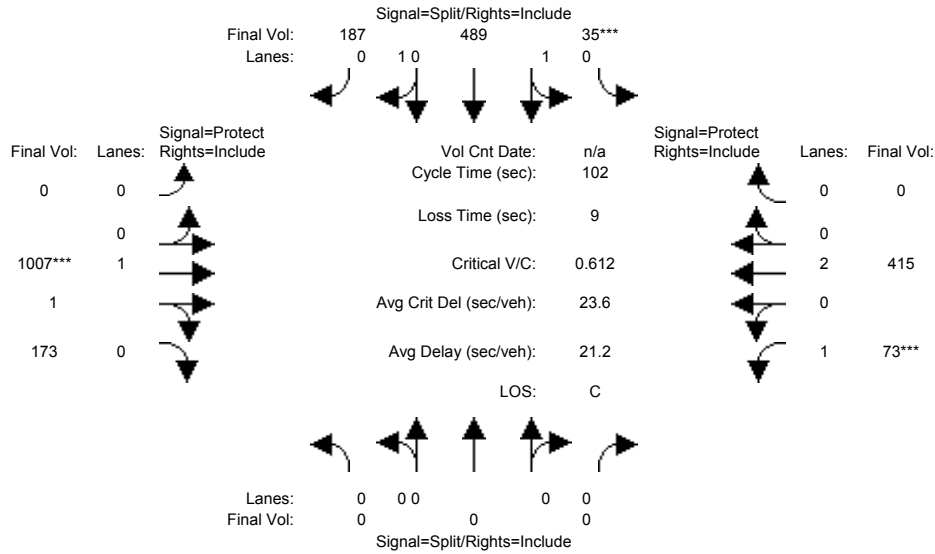 Signal=Split/Rights=Include
Final Vol: 187 489 35***
Lanes: 0 1 0 1 0
Signal=Protect
Final Vol: Lanes: Rights=Include
Vol Cnt Date: n/a
Signal=Protect
Rights=Include Lanes: Final Vol:
Cycle Time (sec): 102
0 0
0 0
Loss Time (sec): 9
0
0
1007*** 1
Critical V/C: 0.612
2 415
1
Avg Crit Del (sec/veh): 23.6
0
173 0
Avg Delay (sec/veh): 21.2
1 73***
LOS: C
Lanes: 0 0 0 0 0
Final Vol: 0 0 0
Signal=Split/Rights=Include